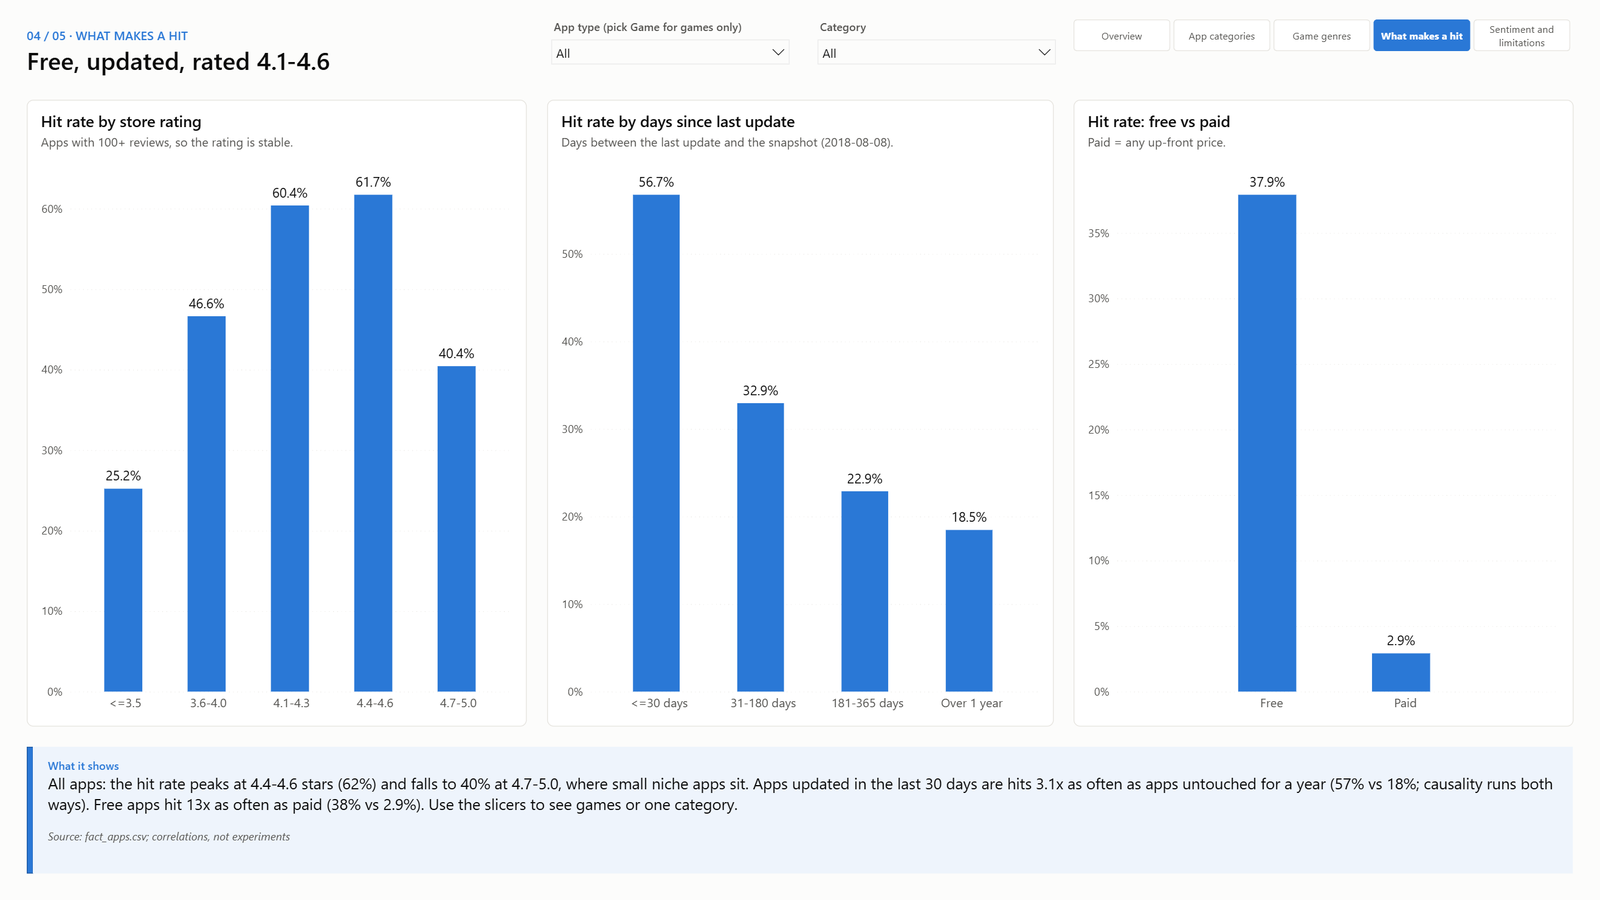 04 / 05 · WHAT MAKES A HIT
Free, updated, rated 4.1-4.6
App type (pick Game for games only)
All
Category
All
Overview
App categories
Game genres
What makes a hit
Sentiment and
limitations
Hit rate by store rating
Apps with 100+ reviews, so the rating is stable.
60%
50%
40%
30%
20%
10%
0%
25.2%
46.6%
60.4%
61.7%
40.4%
<=3.5
3.6-4.0
4.1-4.3
4.4-4.6
4.7-5.0
Hit rate by days since last update
Days between the last update and the snapshot (2018-08-08).
50%
40%
30%
20%
10%
0%
56.7%
32.9%
22.9%
18.5%
<=30 days
31-180 days
181-365 days
Over 1 year
Hit rate: free vs paid
Paid = any up-front price.
35%
30%
25%
20%
15%
10%
5%
0%
37.9%
2.9%
Free
Paid
What it shows
All apps: the hit rate peaks at 4.4-4.6 stars (62%) and falls to 40% at 4.7-5.0, where small niche apps sit. Apps updated in the last 30 days are hits 3.1x as often as apps untouched for a year (57% vs 18%; causality runs both
ways). Free apps hit 13x as often as paid (38% vs 2.9%). Use the slicers to see games or one category.
Source: fact_apps.csv; correlations, not experiments